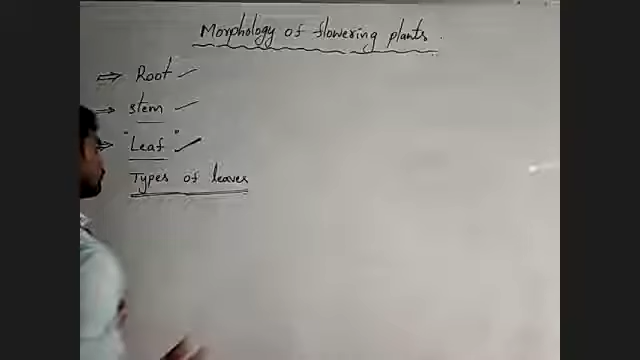 Morphology of flowering plants.
⇒ Root ✓
⇒ stem ✓
⇒ "Leaf" ✓
Types of leaves